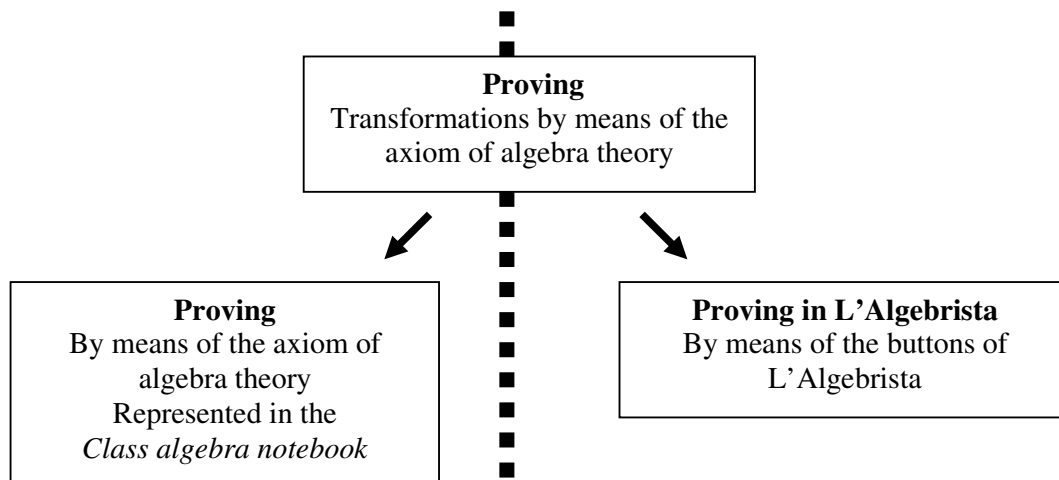 Proving
Transformations by means of the
axiom of algebra theory
Proving
By means of the axiom of
algebra theory
Represented in the
Class algebra notebook
Proving in L’Algebrista
By means of the buttons of
L’Algebrista